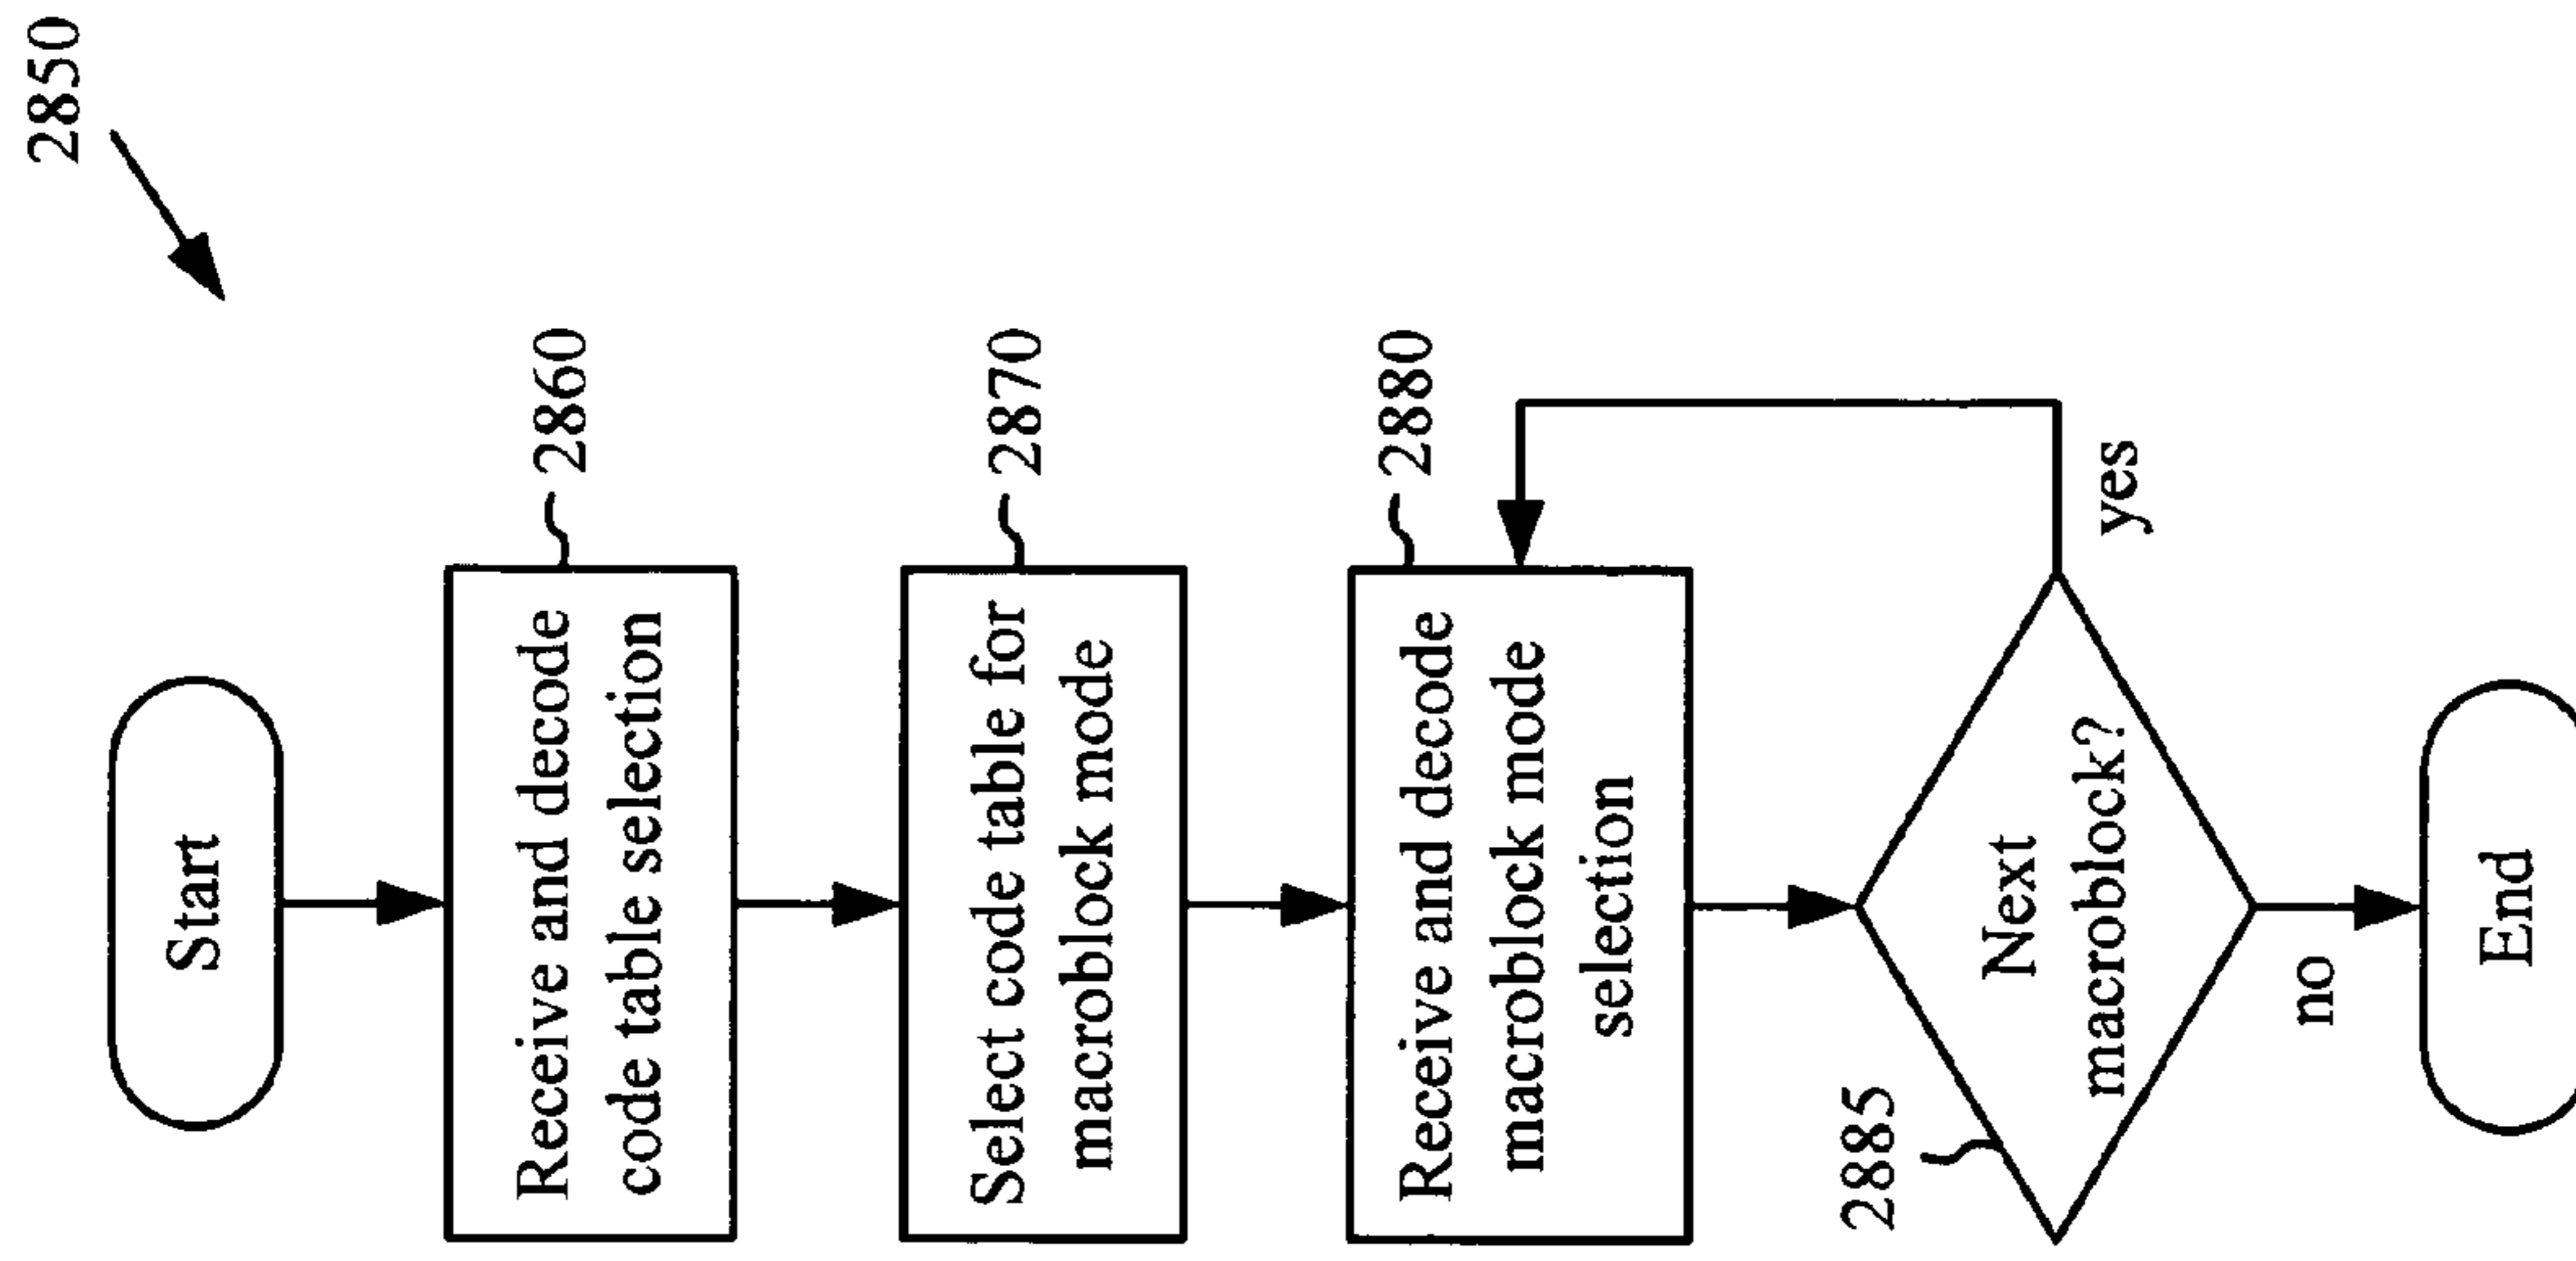 2850
Start
Receive and decode
code table selection
2860
Select code table for
macroblock mode
2870
Receive and decode
macroblock mode
selection
2880
2885
Next
macroblock?
yes
no
End